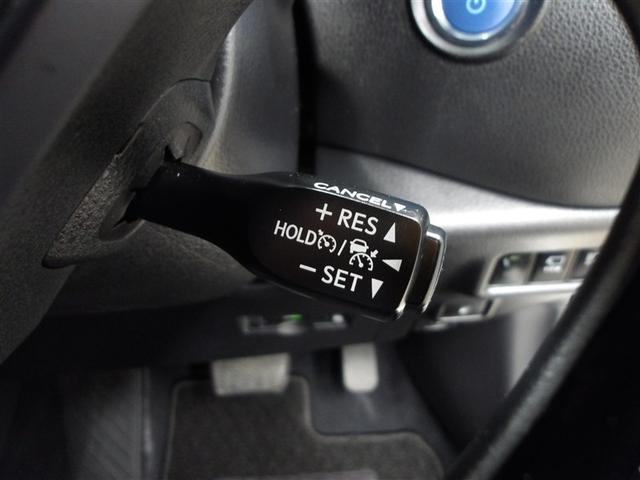 CANCEL▼
+ RES ▲
HOLD /
− SET ▼